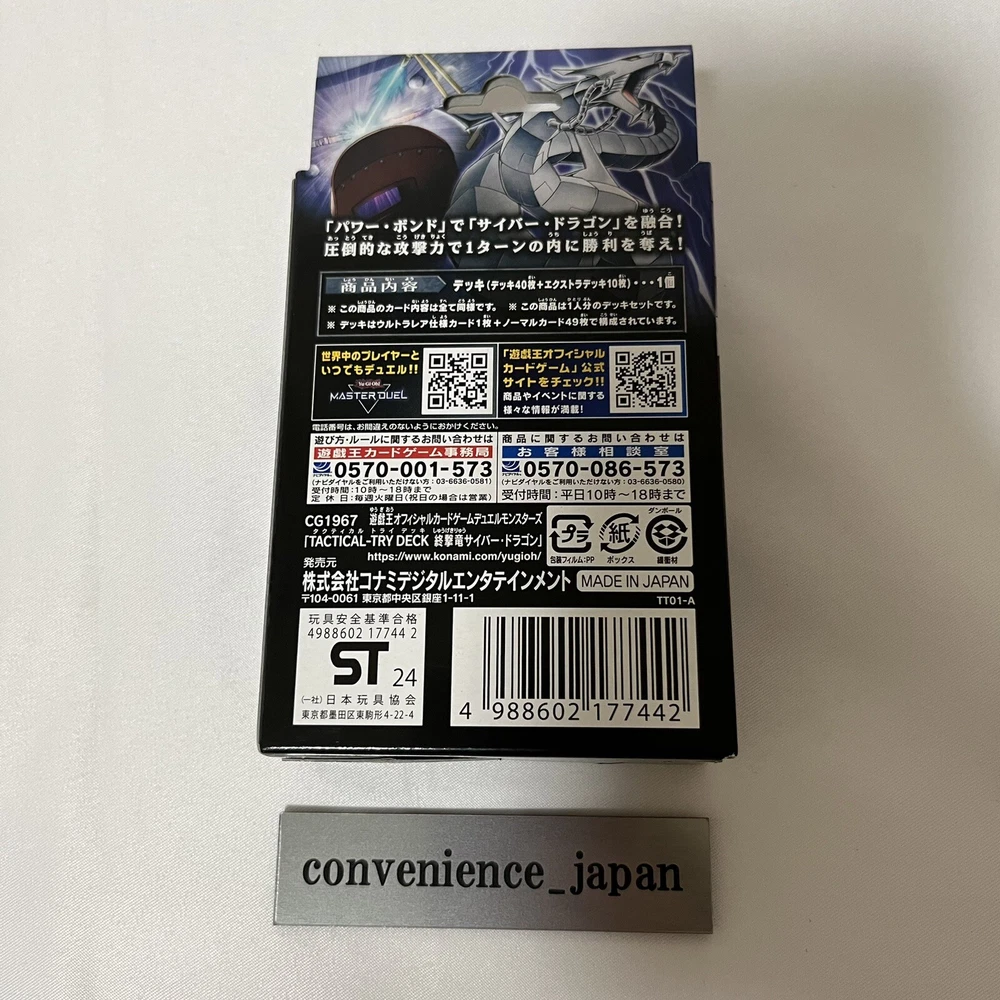 「パワー・ボンド」で「サイバー・ドラゴン」を融合!
圧倒的な攻撃力で1ターンの内に勝利を奪え!
商品内容 デッキ(デッキ40枚+エクストラデッキ10枚)・・・1個
※ この商品のカード内容は全て同様です。 ※ この商品は1人分のデッキセットです。
※ デッキはウルトラレア仕様カード1枚+ノーマルカード49枚で構成されています。
世界中のプレイヤーと
いつでもデュエル!!
Yu-Gi-Oh!
MASTER DUEL
「遊戯王オフィシャル
カードゲーム」公式
サイトをチェック!!
商品やイベントに関する
様々な情報が満載!
電話番号は、お間違えのないようにおかけください。
遊び方・ルールに関するお問い合わせは
遊戯王カードゲーム事務局
ナビダイヤル 0570-001-573
(ナビダイヤルをご利用いただけない方:03-6636-0581)
受付時間:10時~18時まで
定休日:毎週火曜日(祝日の場合は営業)
商品に関するお問い合わせは
お客様相談室
ナビダイヤル 0570-086-573
(ナビダイヤルをご利用いただけない方:03-6636-0580)
受付時間:平日10時~18時まで
CG1967 遊戯王オフィシャルカードゲームデュエルモンスターズ
「TACTICAL-TRY DECK 終撃竜サイバー・ドラゴン」
https://www.konami.com/yugioh/
発売元
株式会社コナミデジタルエンタテインメント
〒104-0061 東京都中央区銀座1-11-1
プラ
包装フィルム:PP
紙
ボックス
ダンボール
緩衝材
MADE IN JAPAN
TT01-A
玩具安全基準合格
4988602 17744 2
ST 24
(一社)日本玩具協会
東京都墨田区東駒形4-22-4
4 988602 177442
convenience_japan